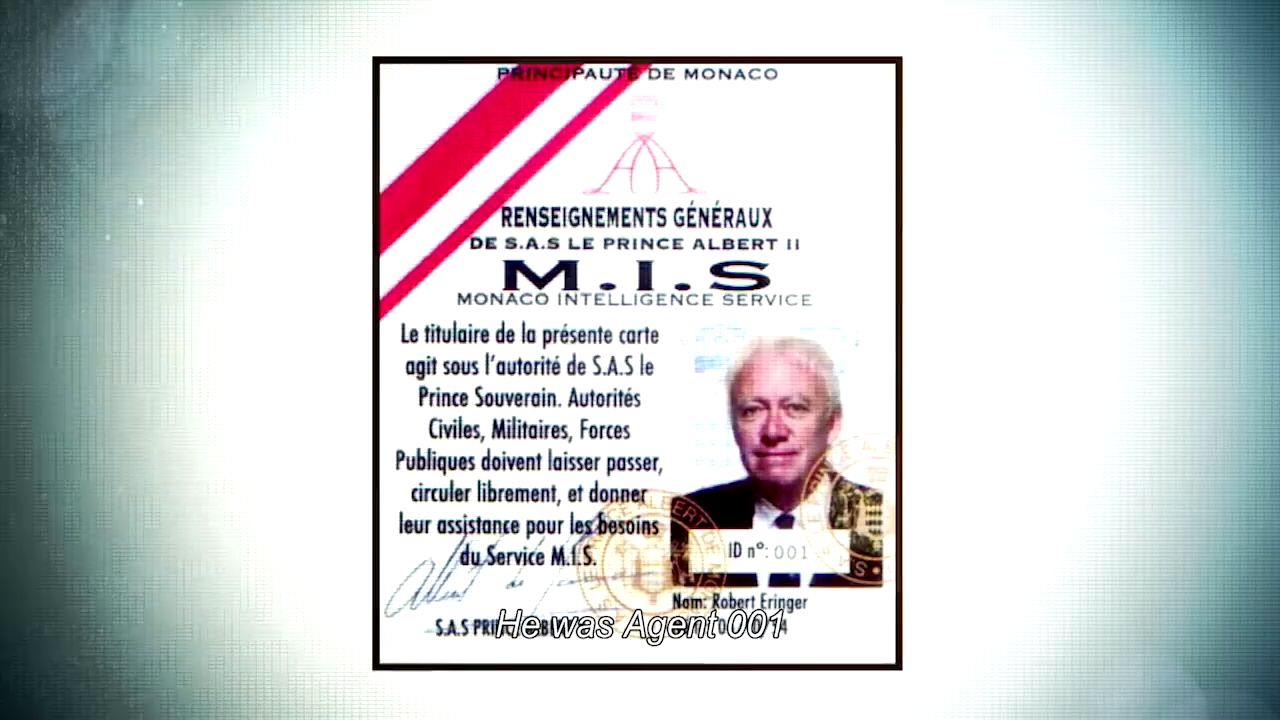 PRINCIPAUTÉ DE MONACO
RENSEIGNEMENTS GÉNÉRAUX
DE S.A.S LE PRINCE ALBERT II
M.I.S
MONACO INTELLIGENCE SERVICE
Le titulaire de la présente carte
agit sous l'autorité de S.A.S le
Prince Souverain. Autorités
Civiles, Militaires, Forces
Publiques doivent laisser passer,
circuler librement, et donner
leur assistance pour les besoins
du Service M.I.S.
ID n°: 001
Nom: Robert Eringer
S.A.S
He was Agent 001